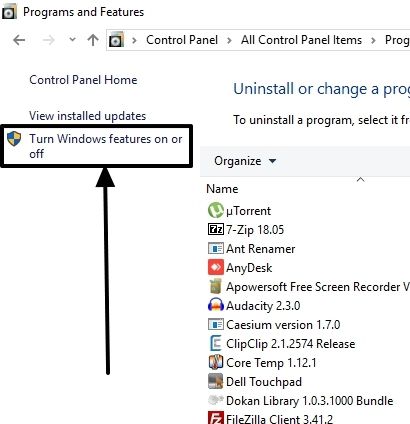 Programs and Features
Control Panel > All Control Panel Items > Prog
Control Panel Home
View installed updates
Turn Windows features on or
off
Uninstall or change a prog
To uninstall a program, select it fr
Organize
Name
µTorrent
7-Zip 18.05
Ant Renamer
AnyDesk
Apowersoft Free Screen Recorder V
Audacity 2.3.0
Caesium version 1.7.0
ClipClip 2.1.2574 Release
Core Temp 1.12.1
Dell Touchpad
Dokan Library 1.0.3.1000 Bundle
FileZilla Client 3.41.2